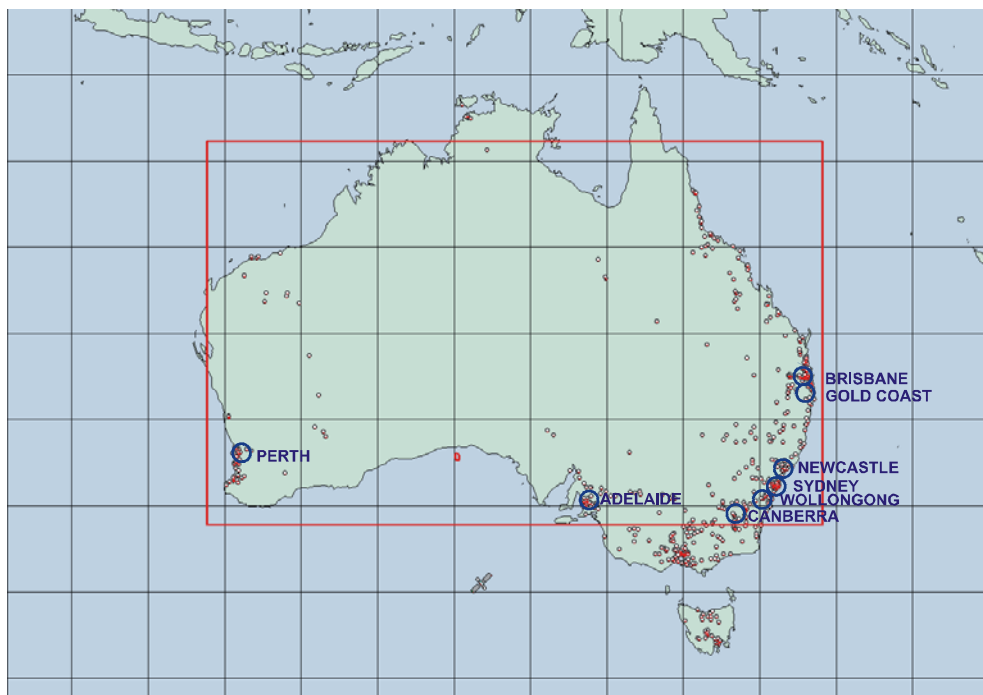 BRISBANE
GOLD COAST
PERTH
NEWCASTLE
SYDNEY
ADELAIDE
WOLLONGONG
CANBERRA